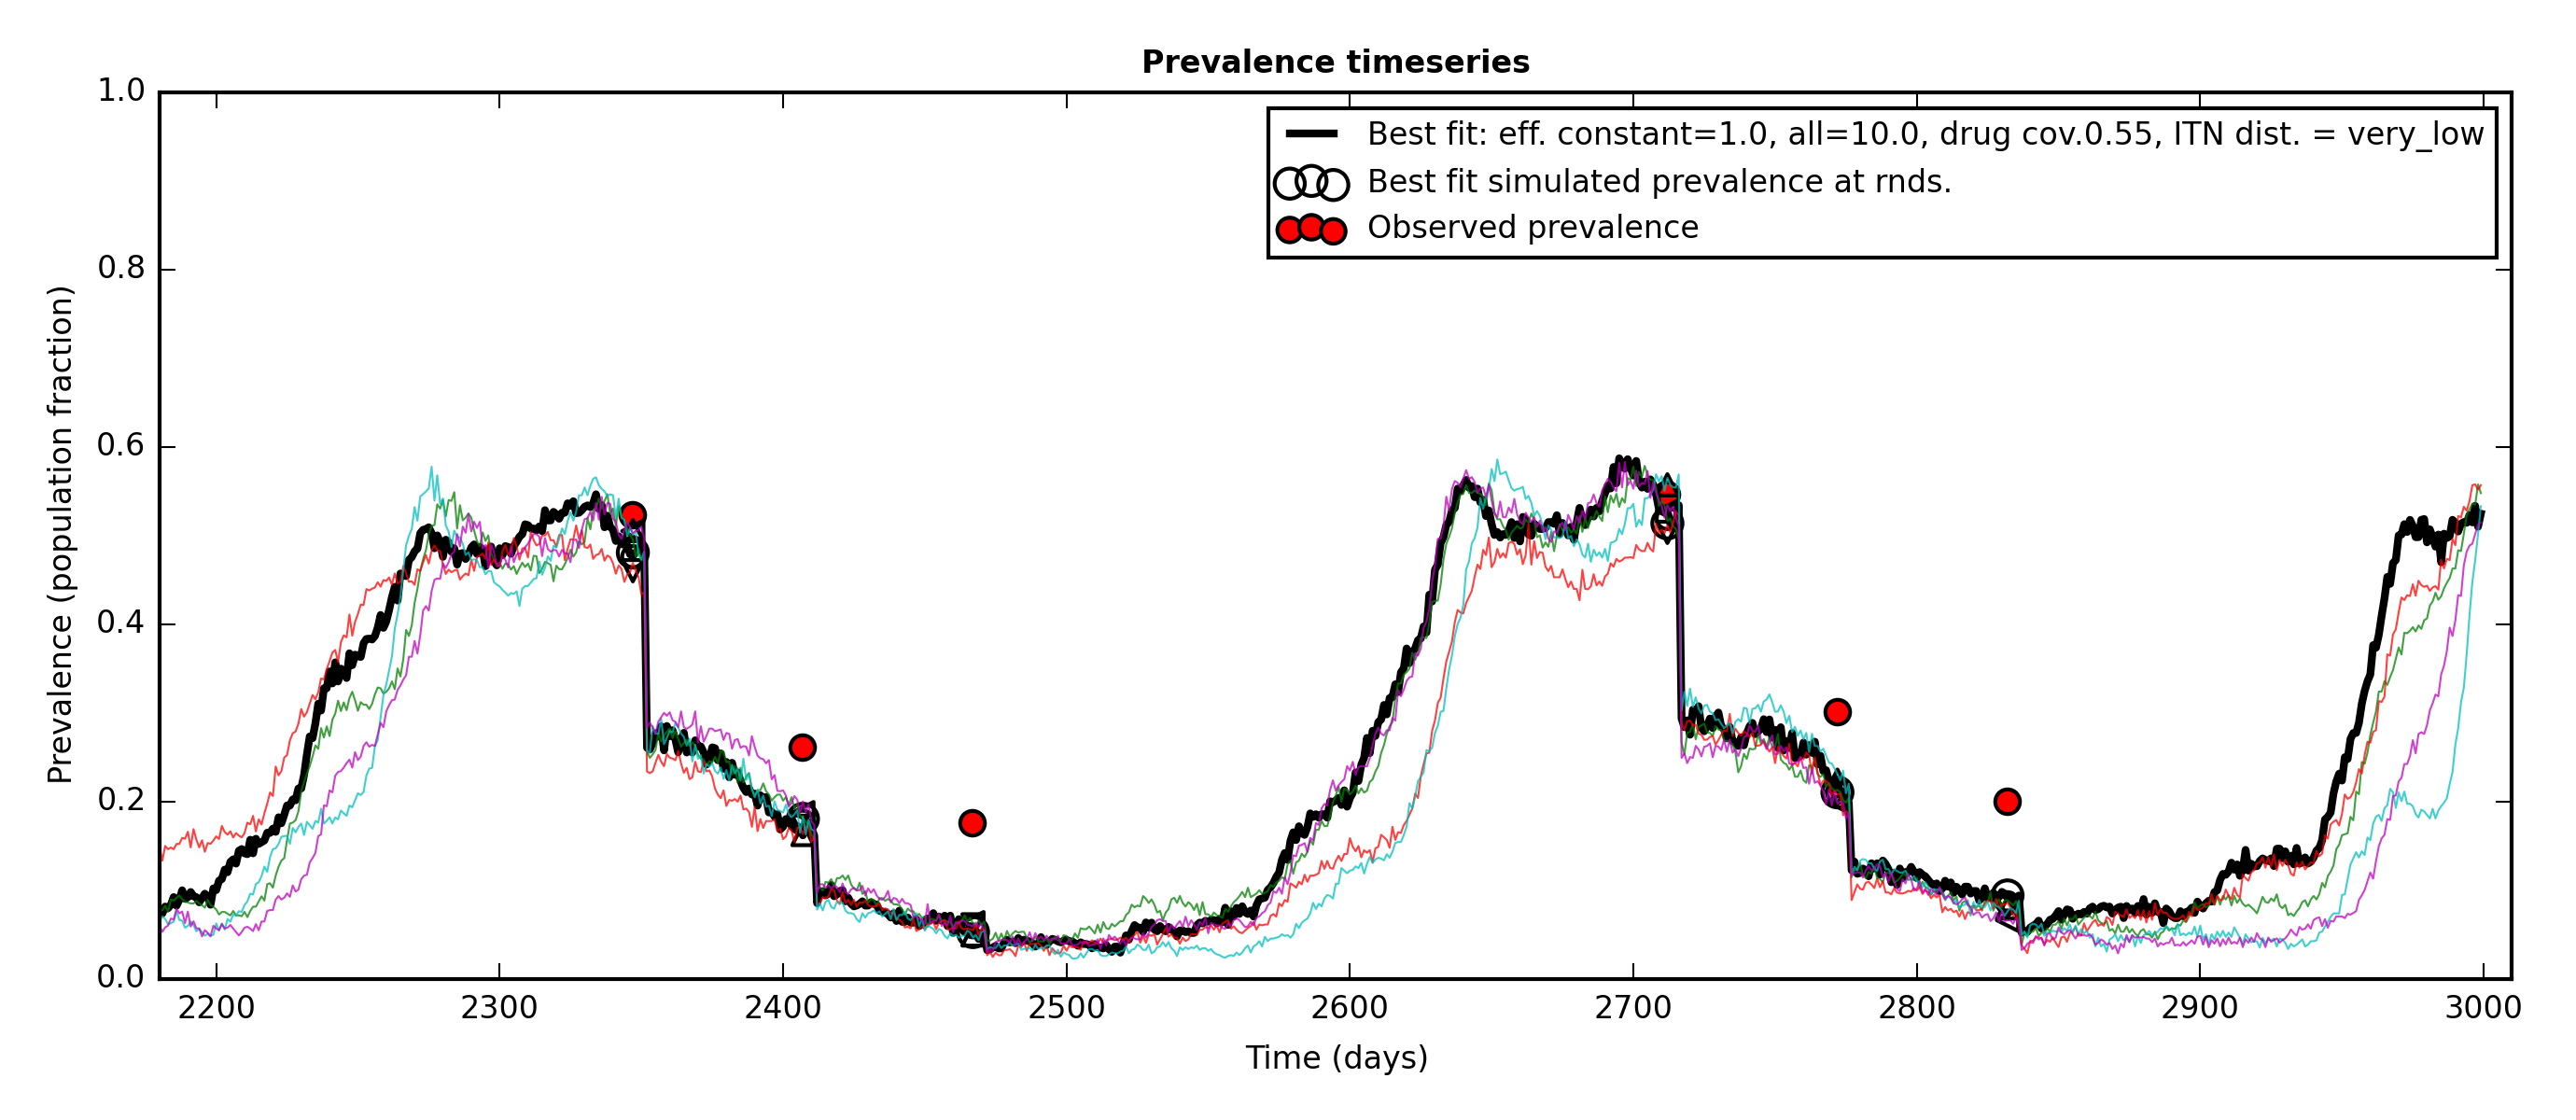 Prevalence timeseries
1.0
0.8
0.6
0.4
0.2
0.0
Prevalence (population fraction)
Best fit: eff. constant=1.0, all=10.0, drug cov.0.55, ITN dist. = very_low
Best fit simulated prevalence at rnds.
Observed prevalence
2200 2300 2400 2500 2600 2700 2800 2900 3000
Time (days)